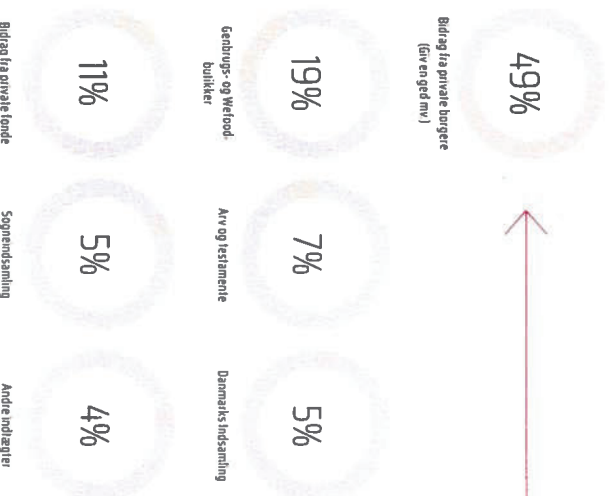 49%
Bidrag fra private borgere
(Giv en ged mv.)
19%
Genbrugs- og Wefood-
butikker
7%
Arv og testamente
5%
Danmarks Indsamling
11%
Bidrag fra private fonde
5%
Sogneindsamling
4%
Andre indtægter